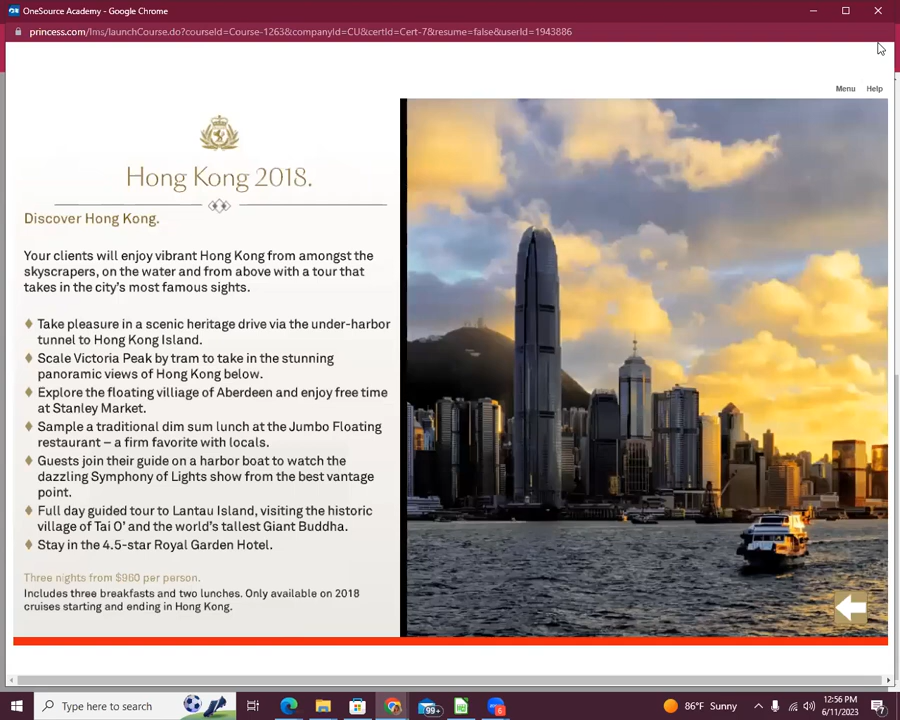 OneSource Academy - Google Chrome
princess.com/lms/launchCourse.do?courseId=Course-1263&companyId=CU&certId=Cert-7&resume=false&userId=1943886
Menu Help
Hong Kong 2018.
Discover Hong Kong.
Your clients will enjoy vibrant Hong Kong from amongst the
skyscrapers, on the water and from above with a tour that
takes in the city's most famous sights.
Take pleasure in a scenic heritage drive via the under-harbor
tunnel to Hong Kong Island.
Scale Victoria Peak by tram to take in the stunning
panoramic views of Hong Kong below.
Explore the floating villiage of Aberdeen and enjoy free time
at Stanley Market.
Sample a traditional dim sum lunch at the Jumbo Floating
restaurant – a firm favorite with locals.
Guests join their guide on a harbor boat to watch the
dazzling Symphony of Lights show from the best vantage
point.
Full day guided tour to Lantau Island, visiting the historic
village of Tai O' and the world's tallest Giant Buddha.
Stay in the 4.5-star Royal Garden Hotel.
Three nights from $960 per person.
Includes three breakfasts and two lunches. Only available on 2018
cruises starting and ending in Hong Kong.
Type here to search
99+
6
86°F Sunny
12:56 PM
6/11/2023
7